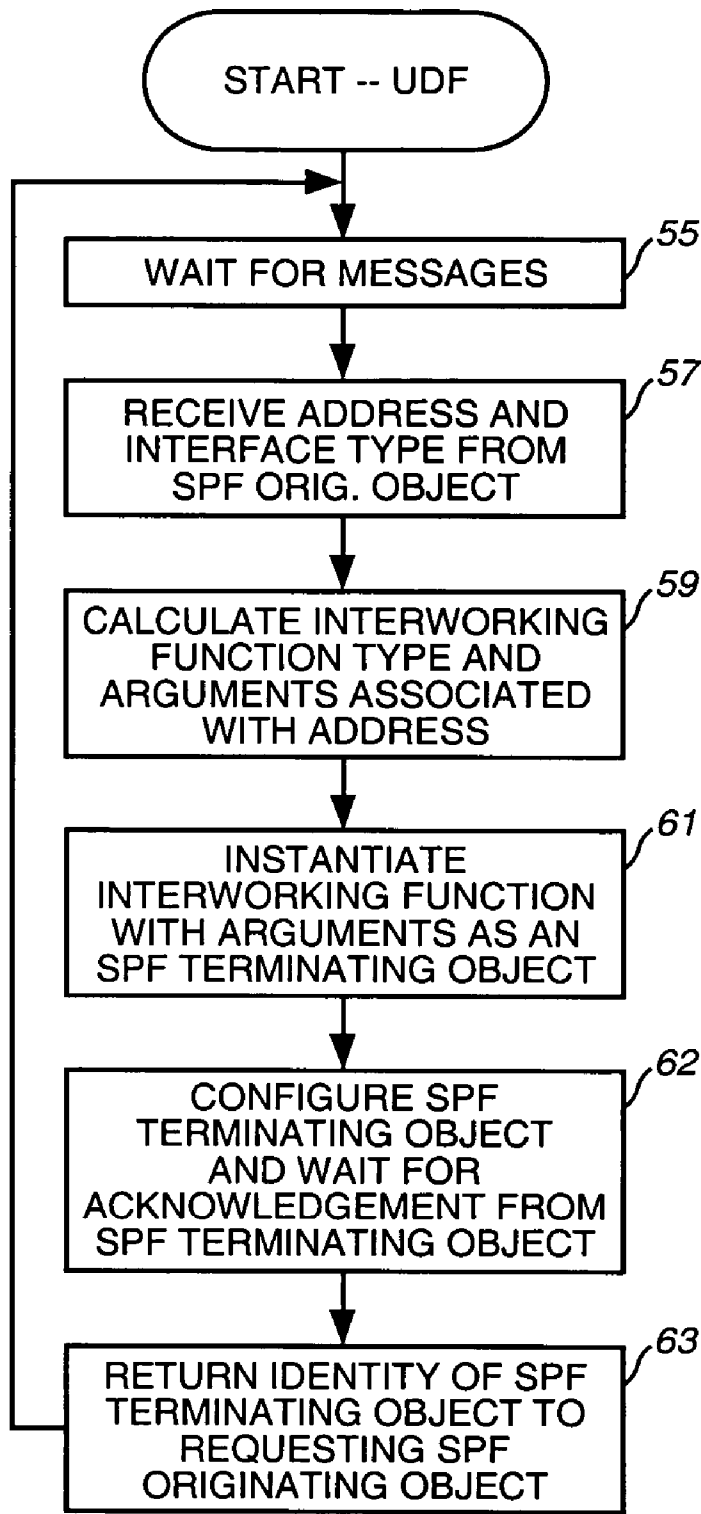 START -- UDF
WAIT FOR MESSAGES
55
RECEIVE ADDRESS AND
INTERFACE TYPE FROM
SPF ORIG. OBJECT
57
CALCULATE INTERWORKING
FUNCTION TYPE AND
ARGUMENTS ASSOCIATED
WITH ADDRESS
59
INSTANTIATE
INTERWORKING FUNCTION
WITH ARGUMENTS AS AN
SPF TERMINATING OBJECT
61
CONFIGURE SPF
TERMINATING OBJECT
AND WAIT FOR
ACKNOWLEDGEMENT FROM
SPF TERMINATING OBJECT
62
RETURN IDENTITY OF SPF
TERMINATING OBJECT TO
REQUESTING SPF
ORIGINATING OBJECT
63